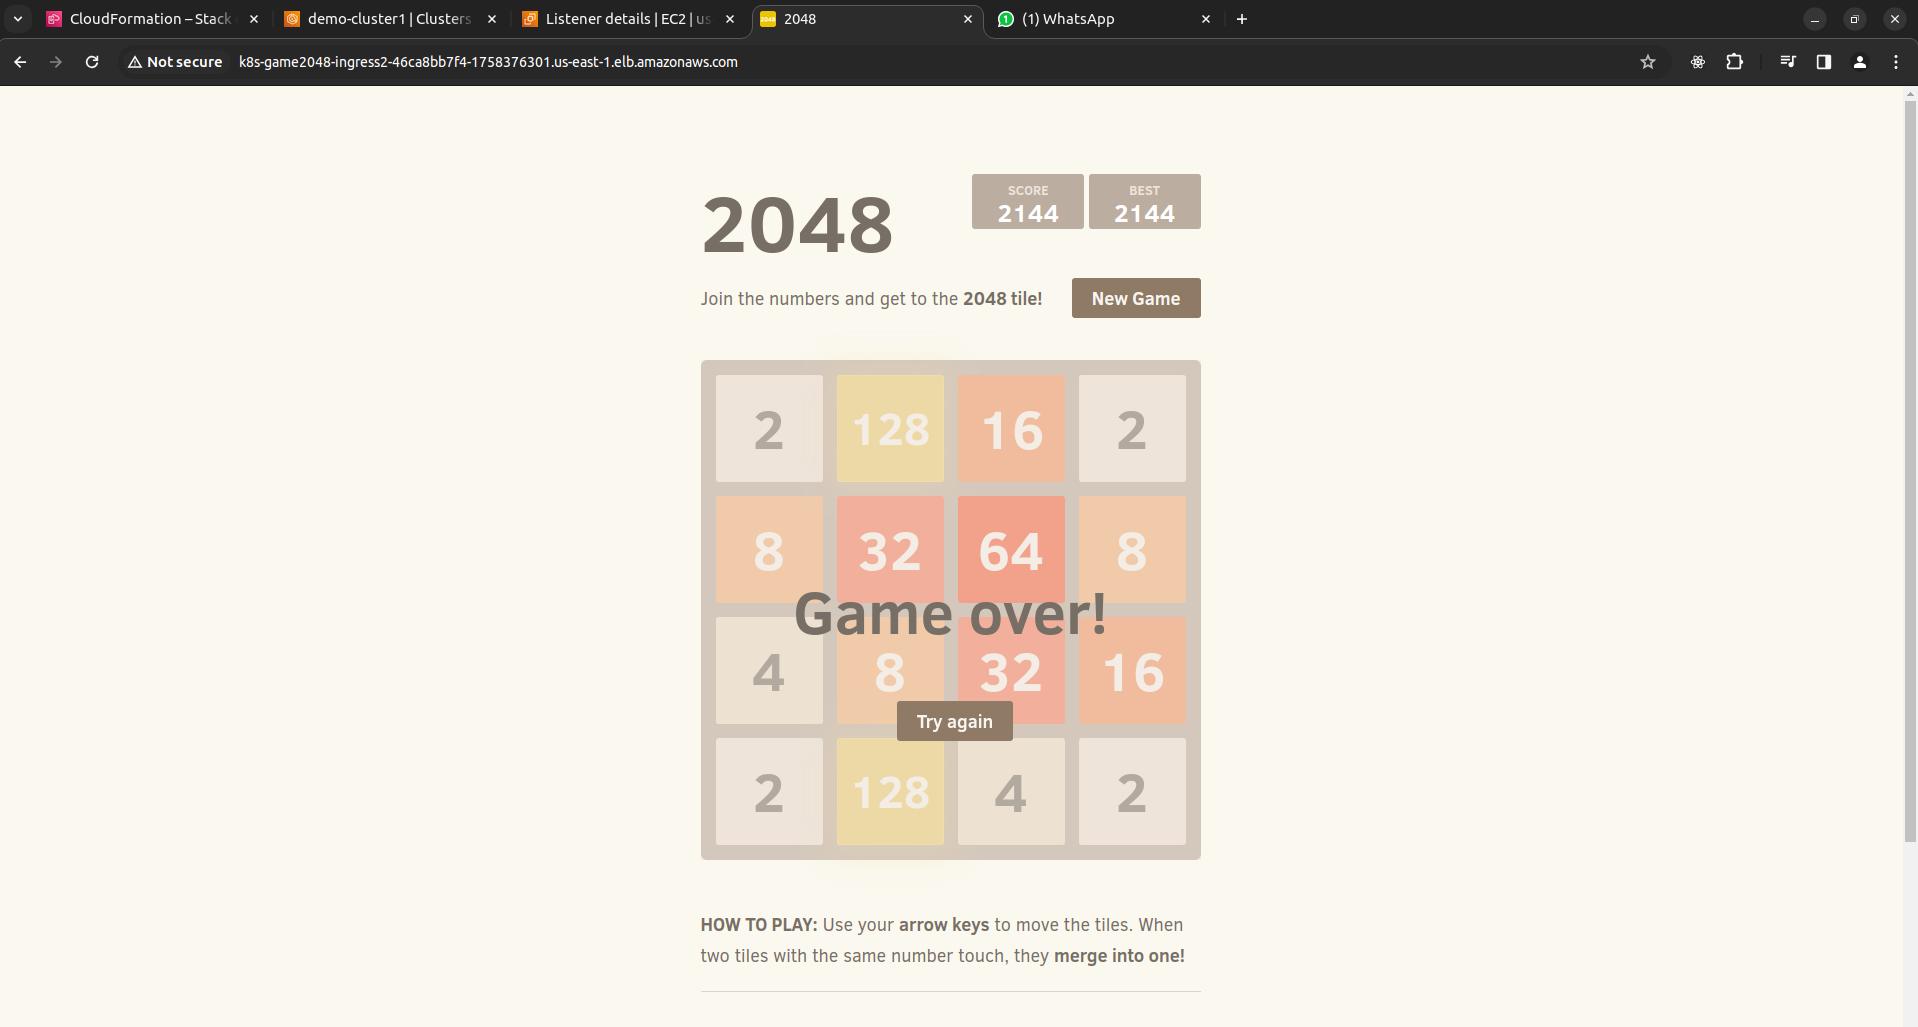 CloudFormation – Stack
demo-cluster1 | Clusters
Listener details | EC2 | us
2048
(1) WhatsApp
Not secure
k8s-game2048-ingress2-46ca8bb7f4-1758376301.us-east-1.elb.amazonaws.com
2048
SCORE
2144
BEST
2144
Join the numbers and get to the 2048 tile!
New Game
2 128 16 2
8 32 64 8
Game over!
4 8 32 16
Try again
2 128 4 2
HOW TO PLAY: Use your arrow keys to move the tiles. When
two tiles with the same number touch, they merge into one!